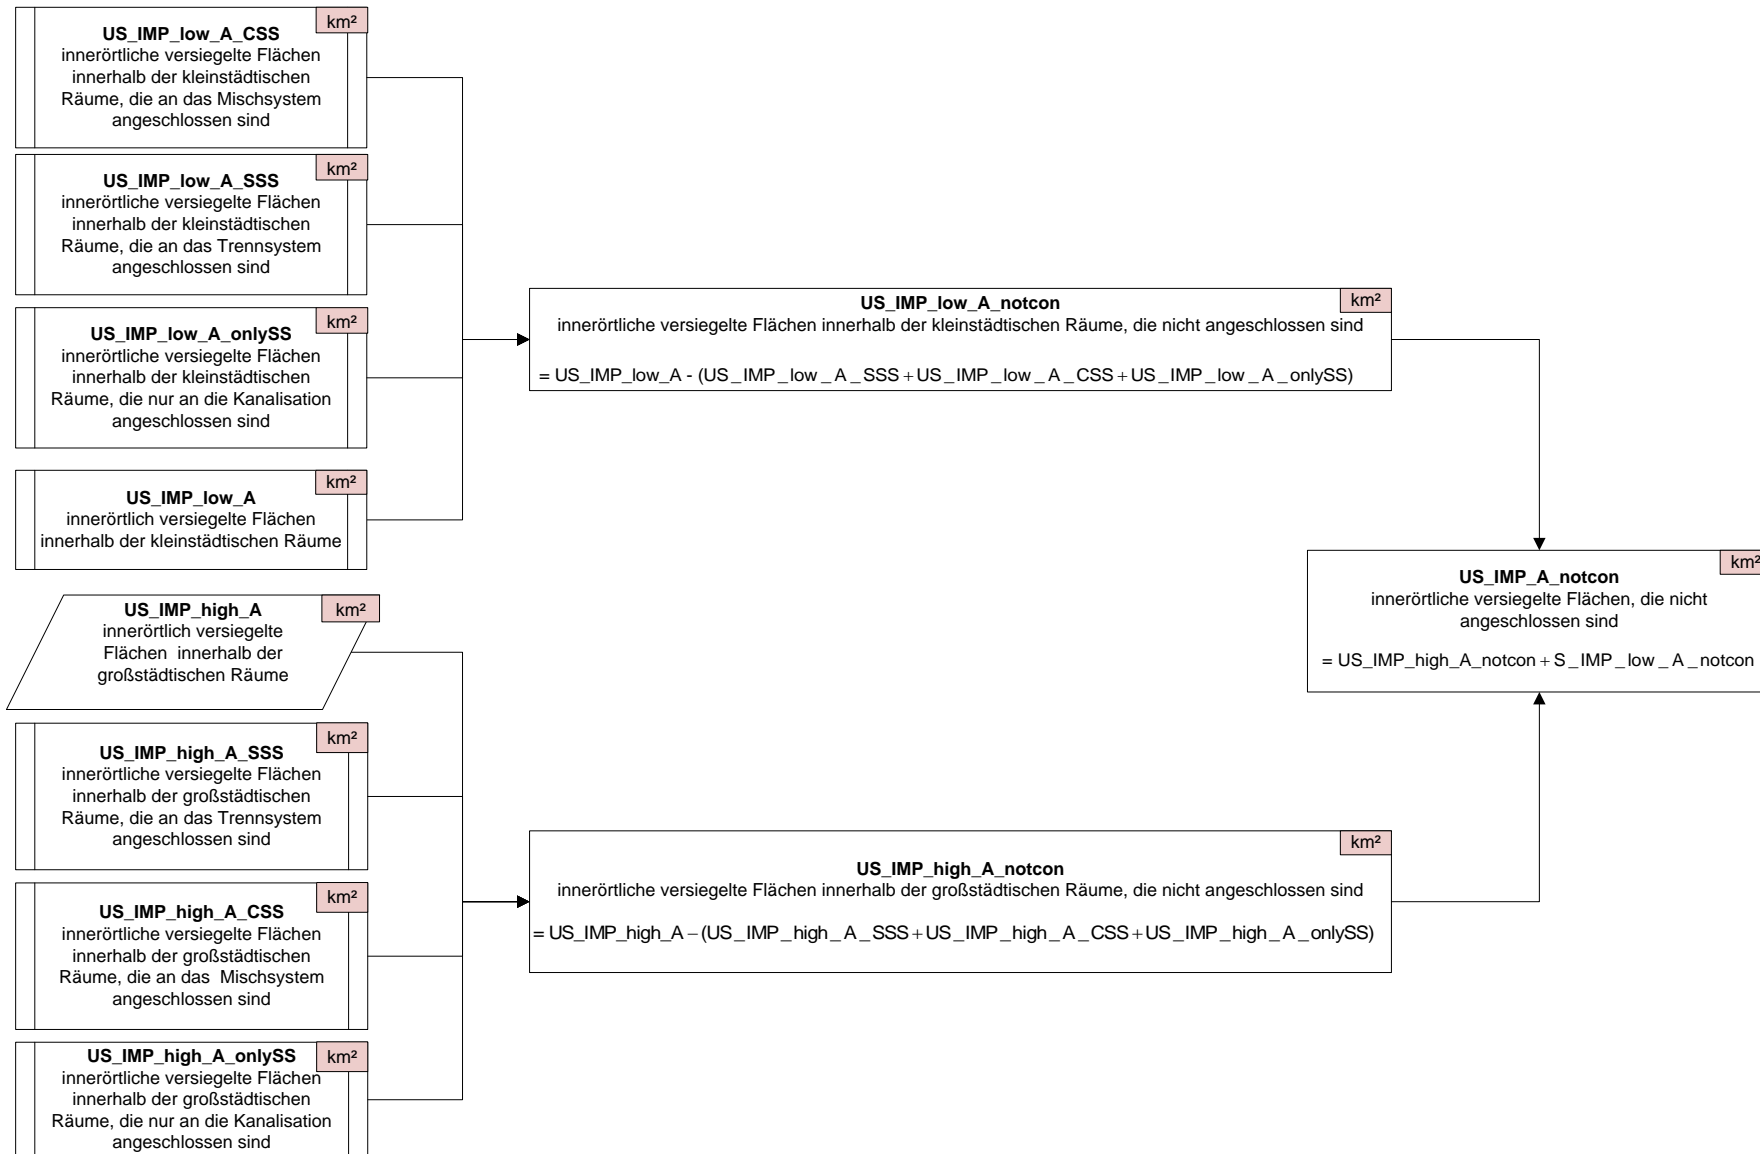 km²
US_IMP_low_A_CSS
innerörtliche versiegelte Flächen
innerhalb der kleinstädtischen
Räume, die an das Mischsystem
angeschlossen sind
km²
US_IMP_low_A_SSS
innerörtliche versiegelte Flächen
innerhalb der kleinstädtischen
Räume, die an das Trennsystem
angeschlossen sind
km²
US_IMP_low_A_onlySS
innerörtliche versiegelte Flächen
innerhalb der kleinstädtischen
Räume, die nur an die Kanalisation
angeschlossen sind
km²
US_IMP_low_A
innerörtlich versiegelte Flächen
innerhalb der kleinstädtischen Räume
km²
US_IMP_high_A
innerörtlich versiegelte
Flächen innerhalb der
großstädtischen Räume
km²
US_IMP_high_A_SSS
innerörtliche versiegelte Flächen
innerhalb der großstädtischen
Räume, die an das Trennsystem
angeschlossen sind
km²
US_IMP_high_A_CSS
innerörtliche versiegelte Flächen
innerhalb der großstädtischen
Räume, die an das Mischsystem
angeschlossen sind
km²
US_IMP_high_A_onlySS
innerörtliche versiegelte Flächen
innerhalb der großstädtischen
Räume, die nur an die Kanalisation
angeschlossen sind
km²
US_IMP_low_A_notcon
innerörtliche versiegelte Flächen innerhalb der kleinstädtischen Räume, die nicht angeschlossen sind
= US_IMP_low_A - (US_IMP_low_A_SSS+US_IMP_low_A_CSS+US_IMP_low_A_onlySS)
km²
US_IMP_high_A_notcon
innerörtliche versiegelte Flächen innerhalb der großstädtischen Räume, die nicht angeschlossen sind
= US_IMP_high_A−(US_IMP_high_A_SSS+US_IMP_high_A_CSS+US_IMP_high_A_onlySS)
km²
US_IMP_A_notcon
innerörtliche versiegelte Flächen, die nicht
angeschlossen sind
= US_IMP_high_A_notcon+S_IMP_low_A_notcon